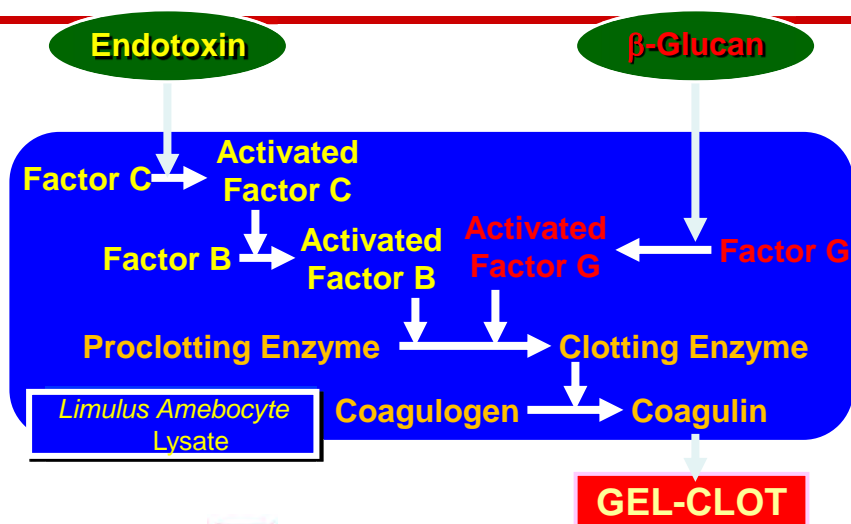 Endotoxin
β-Glucan
Activated
Factor C
Factor C
Activated
Factor B
Factor B
Activated
Factor G
Factor G
Proclotting Enzyme
Clotting Enzyme
Limulus Amebocyte
Lysate
Coagulogen
Coagulin
GEL-CLOT